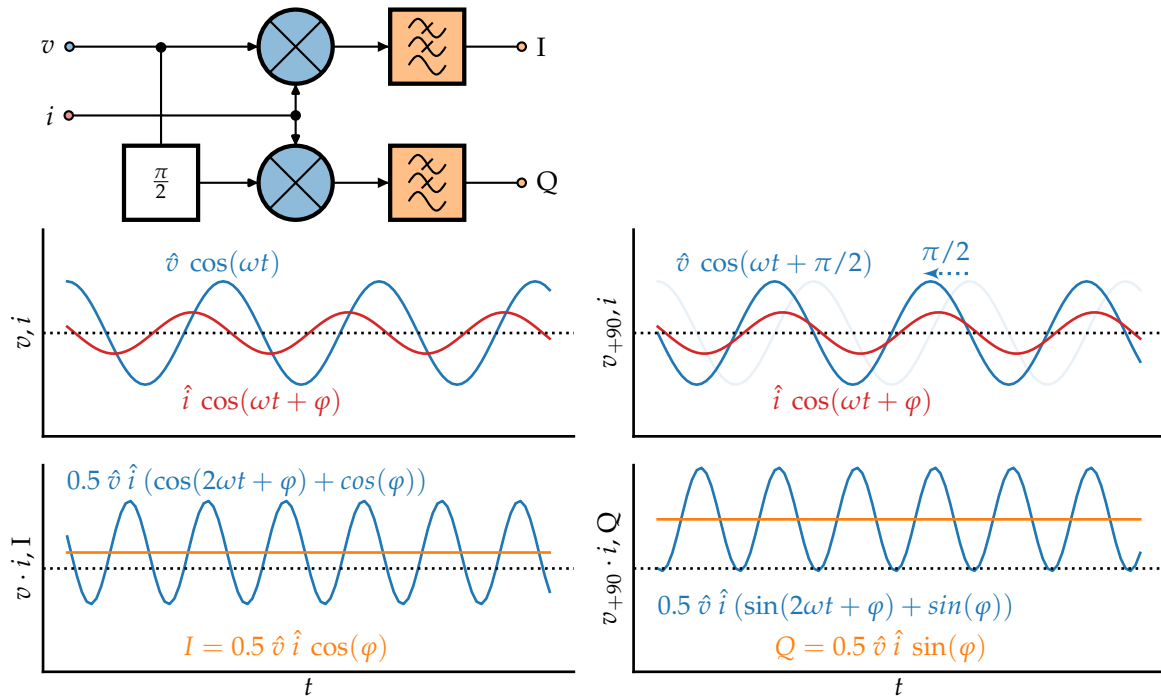 v
I
i
π/2
Q
v, i
v̂ cos(ωt)
î cos(ωt + φ)
v₊₉₀, i
v̂ cos(ωt + π/2)
π/2
î cos(ωt + φ)
v · i, I
0.5 v̂ î (cos(2ωt + φ) + cos(φ))
I = 0.5 v̂ î cos(φ)
t
v₊₉₀ · i, Q
0.5 v̂ î (sin(2ωt + φ) + sin(φ))
Q = 0.5 v̂ î sin(φ)
t